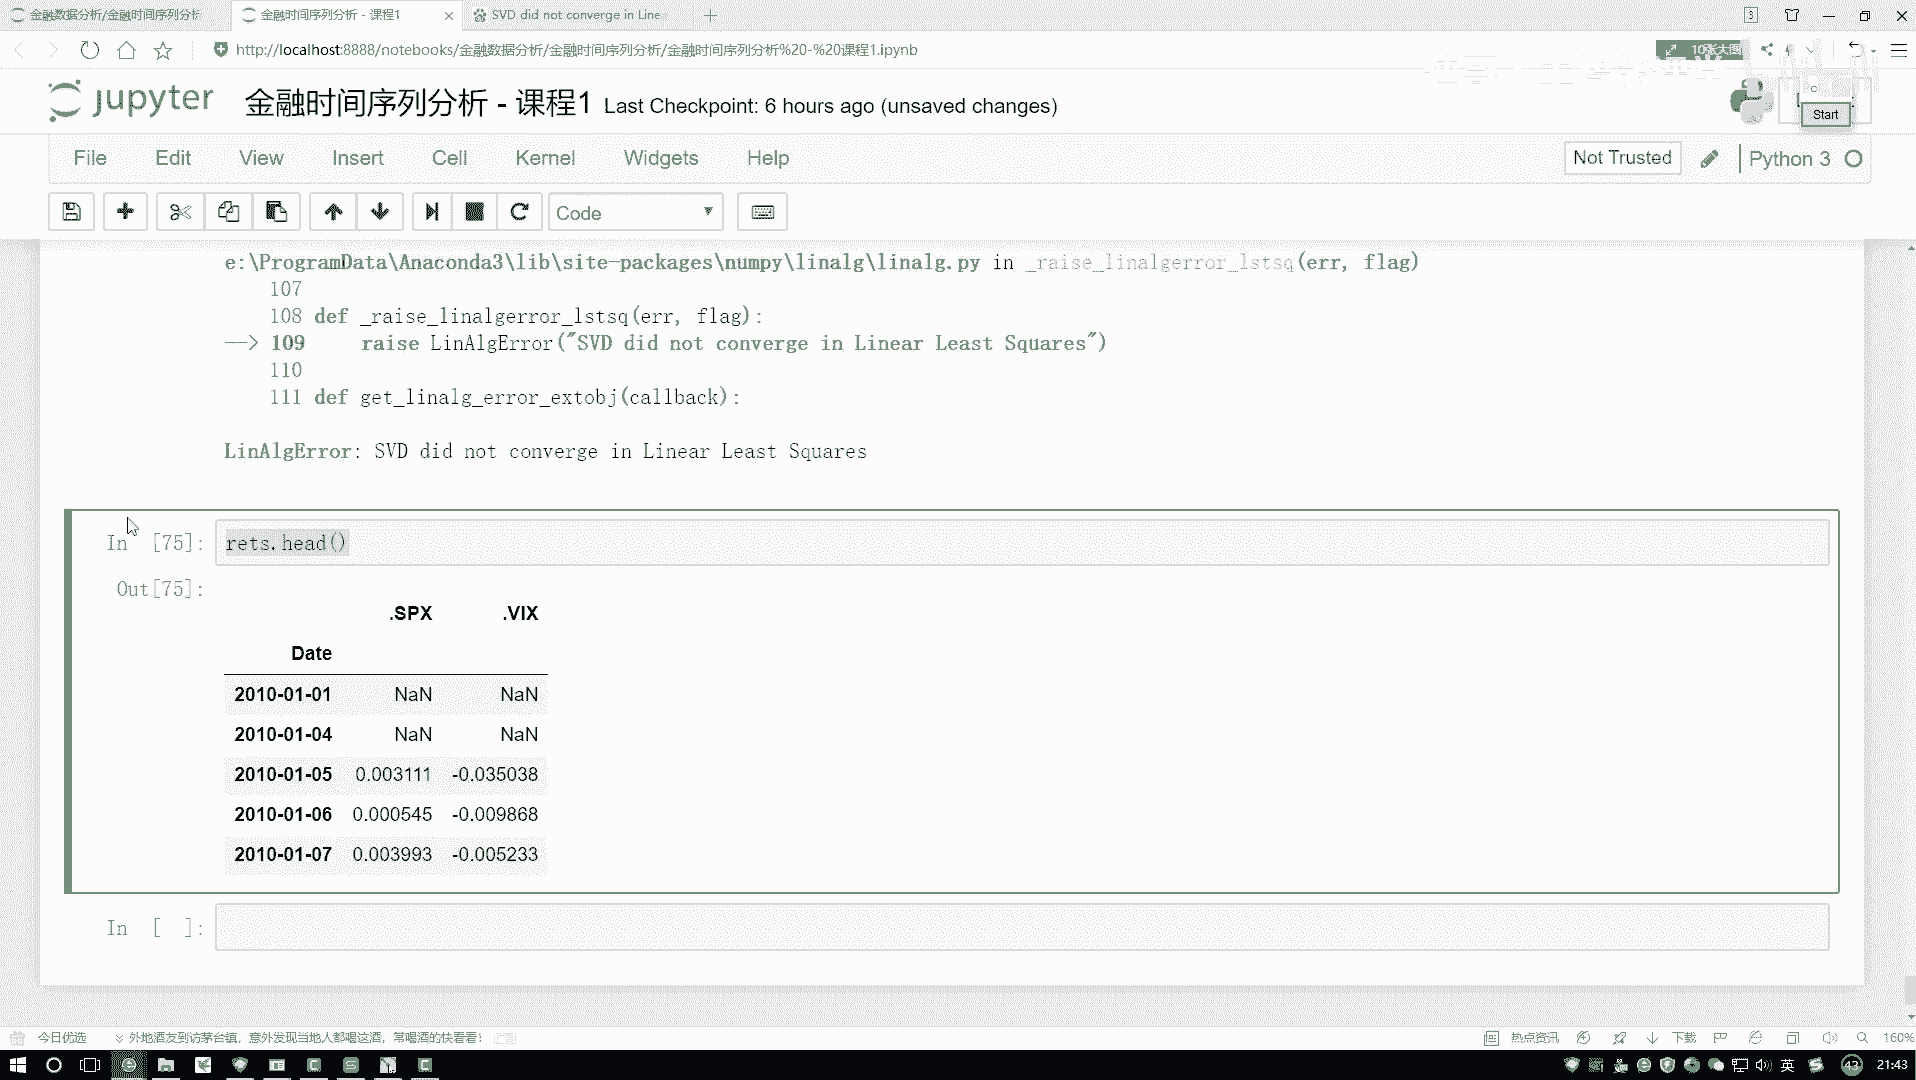 金融数据分析/金融时间序列分析
金融时间序列分析 - 课程1
SVD did not converge in Line
3
http://localhost:8888/notebooks/金融数据分析/金融时间序列分析/金融时间序列分析%20-%20课程1.ipynb
10张大图
jupyter 金融时间序列分析 - 课程1 Last Checkpoint: 6 hours ago (unsaved changes)
Start
File Edit View Insert Cell Kernel Widgets Help
Not Trusted Python 3
Code
e:\ProgramData\Anaconda3\lib\site-packages\numpy\linalg\linalg.py in _raise_linalgerror_lstsq(err, flag)
107
108 def _raise_linalgerror_lstsq(err, flag):
--> 109 raise LinAlgError("SVD did not converge in Linear Least Squares")
110
111 def get_linalg_error_extobj(callback):
LinAlgError: SVD did not converge in Linear Least Squares
In [75]: rets.head()
Out[75]:
.SPX .VIX
Date
2010-01-01 NaN NaN
2010-01-04 NaN NaN
2010-01-05 0.003111 -0.035038
2010-01-06 0.000545 -0.009868
2010-01-07 0.003993 -0.005233
In [ ]:
今日优选 外地酒友到访茅台镇，意外发现当地人都喝这酒，常喝酒的快看看！
热点资讯 下载 160%
英 43 21:43